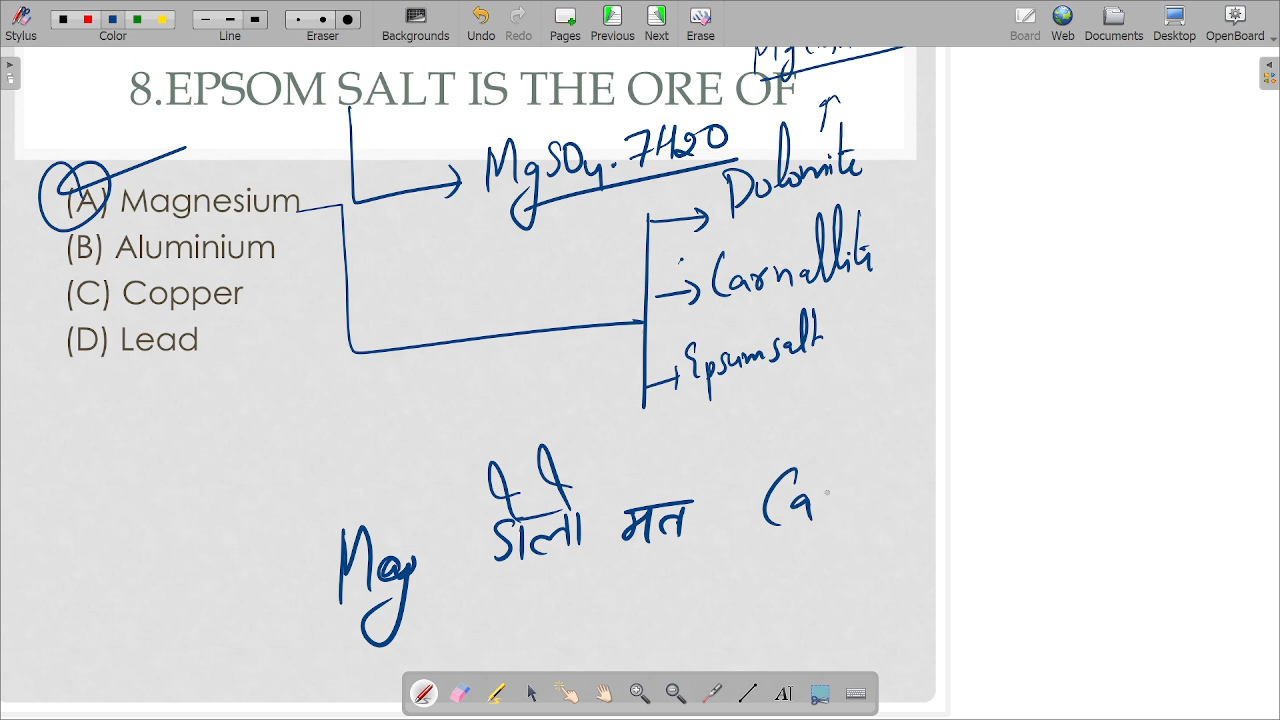 Stylus Color Line Eraser Backgrounds Undo Redo Pages Previous Next Erase Board Web Documents Desktop OpenBoard
8.EPSOM SALT IS THE ORE OF
MgSO4. 7H2O
Dolomite
(A) Magnesium
(B) Aluminium
Carnallite
(C) Copper
(D) Lead
Epsumsalt
Mag मत Ca